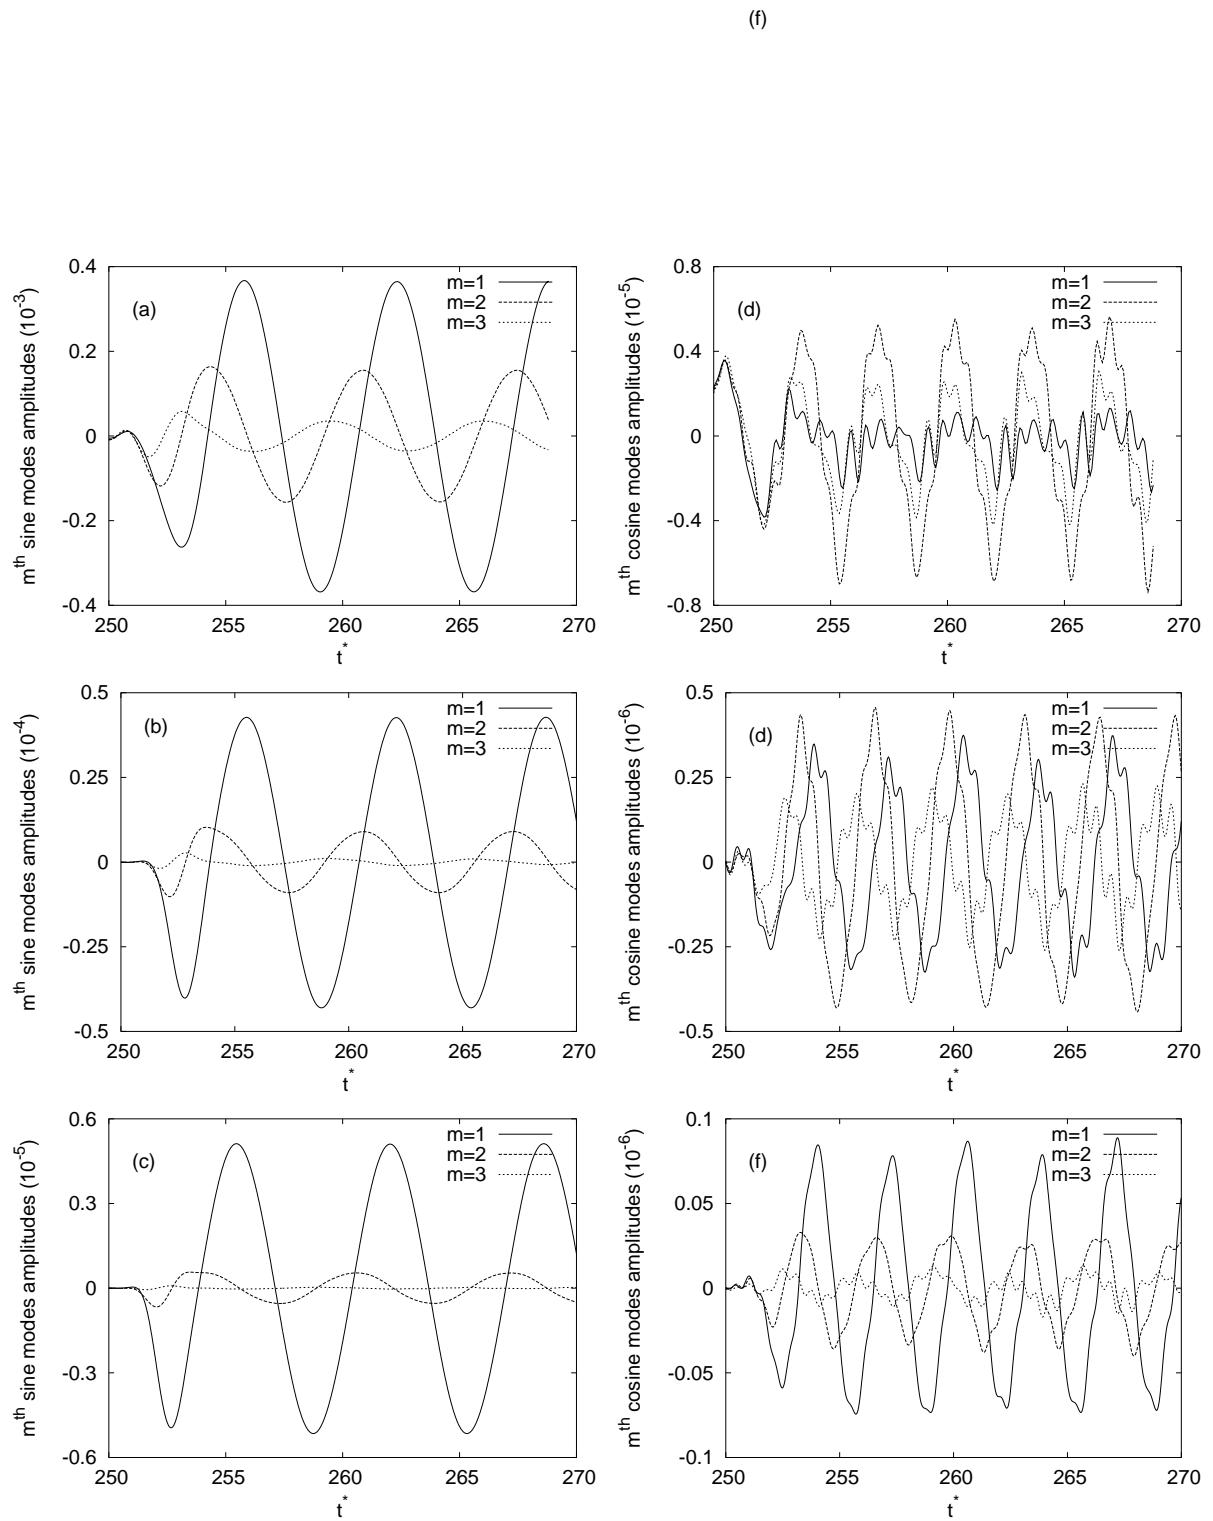 (f)
0.4
0.2
0
-0.2
-0.4
250 255 260 265 270
m^th sine modes amplitudes (10^-3)
t*
(a)
m=1
m=2
m=3
0.8
0.4
0
-0.4
-0.8
250 255 260 265 270
m^th cosine modes amplitudes (10^-5)
t*
(d)
m=1
m=2
m=3
0.5
0.25
0
-0.25
-0.5
250 255 260 265 270
m^th sine modes amplitudes (10^-4)
t*
(b)
m=1
m=2
m=3
0.5
0.25
0
-0.25
-0.5
250 255 260 265 270
m^th cosine modes amplitudes (10^-6)
t*
(d)
m=1
m=2
m=3
0.6
0.3
0
-0.3
-0.6
250 255 260 265 270
m^th sine modes amplitudes (10^-5)
t*
(c)
m=1
m=2
m=3
0.1
0.05
0
-0.05
-0.1
250 255 260 265 270
m^th cosine modes amplitudes (10^-6)
t*
(f)
m=1
m=2
m=3